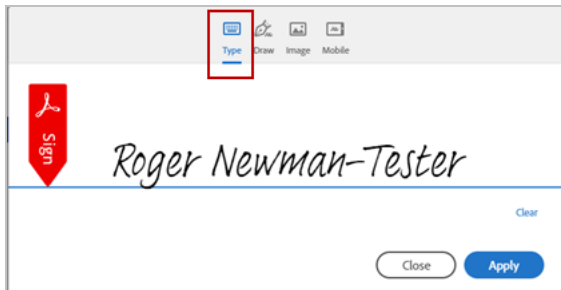 Type Draw Image Mobile
Sign
Roger Newman-Tester
Clear
Close Apply